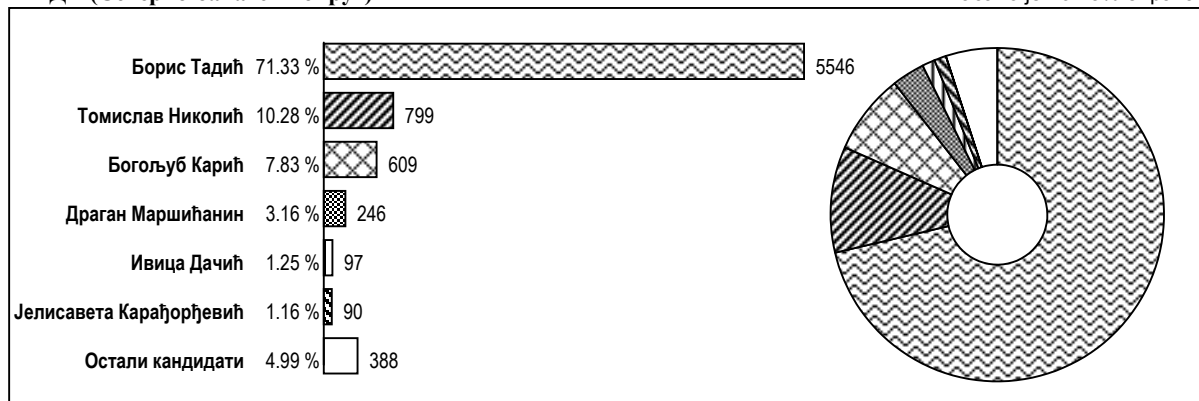 Борис Тадић 71.33 % 5546
Томислав Николић 10.28 % 799
Богољуб Карић 7.83 % 609
Драган Маршићанин 3.16 % 246
Ивица Дачић 1.25 % 97
Јелисавета Карађорђевић 1.16 % 90
Остали кандидати 4.99 % 388